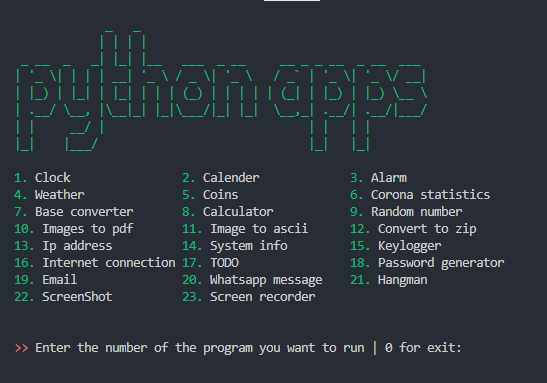 python apps
1. Clock 2. Calender 3. Alarm
4. Weather 5. Coins 6. Corona statistics
7. Base converter 8. Calculator 9. Random number
10. Images to pdf 11. Image to ascii 12. Convert to zip
13. Ip address 14. System info 15. Keylogger
16. Internet connection 17. TODO 18. Password generator
19. Email 20. Whatsapp message 21. Hangman
22. ScreenShot 23. Screen recorder
>> Enter the number of the program you want to run | 0 for exit: